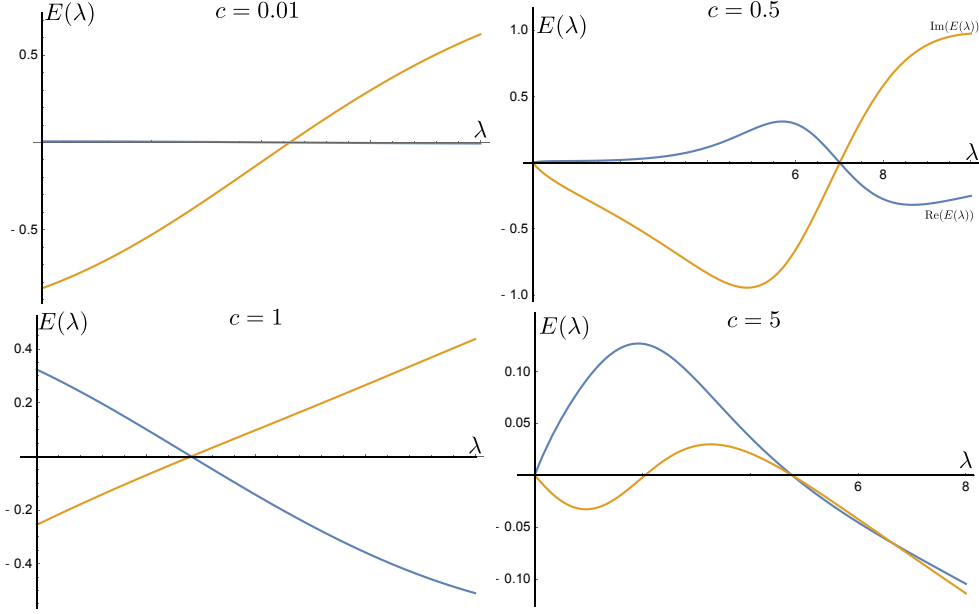 E(λ)
c = 0.01
0.5
λ
- 0.5
E(λ)
c = 0.5
Im(E(λ))
1.0
0.5
λ
6
8
Re(E(λ))
- 0.5
- 1.0
E(λ)
c = 1
0.4
0.2
λ
- 0.2
- 0.4
E(λ)
c = 5
0.10
0.05
λ
6
8
- 0.05
- 0.10